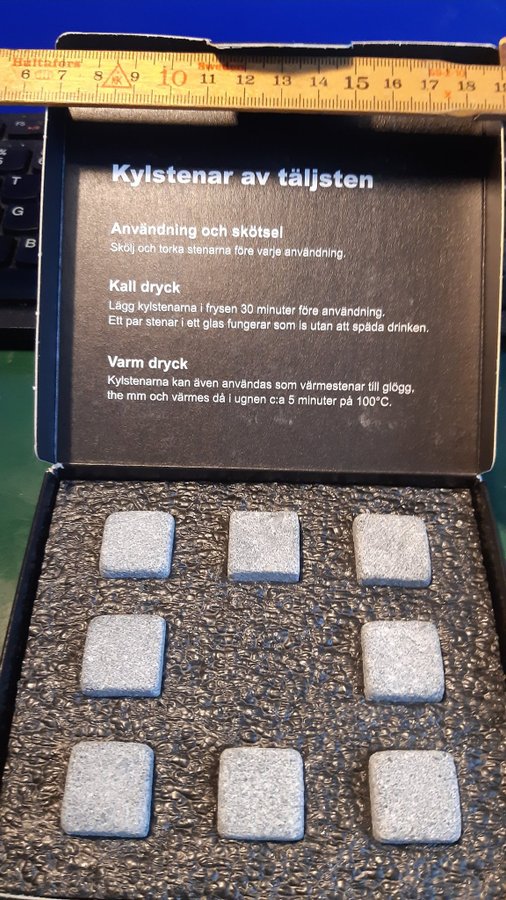 Hultafors
Sweden
6 7 8 9 10 11 12 13 14 15 16 17 18 19
Kylstenar av täljsten
Användning och skötsel
Skölj och torka stenarna före varje användning.
Kall dryck
Lägg kylstenarna i frysen 30 minuter före användning.
Ett par stenar i ett glas fungerar som is utan att späda drinken.
Varm dryck
Kylstenarna kan även användas som värmestenar till glögg,
the mm och värmes då i ugnen c:a 5 minuter på 100°C.
T
G
B